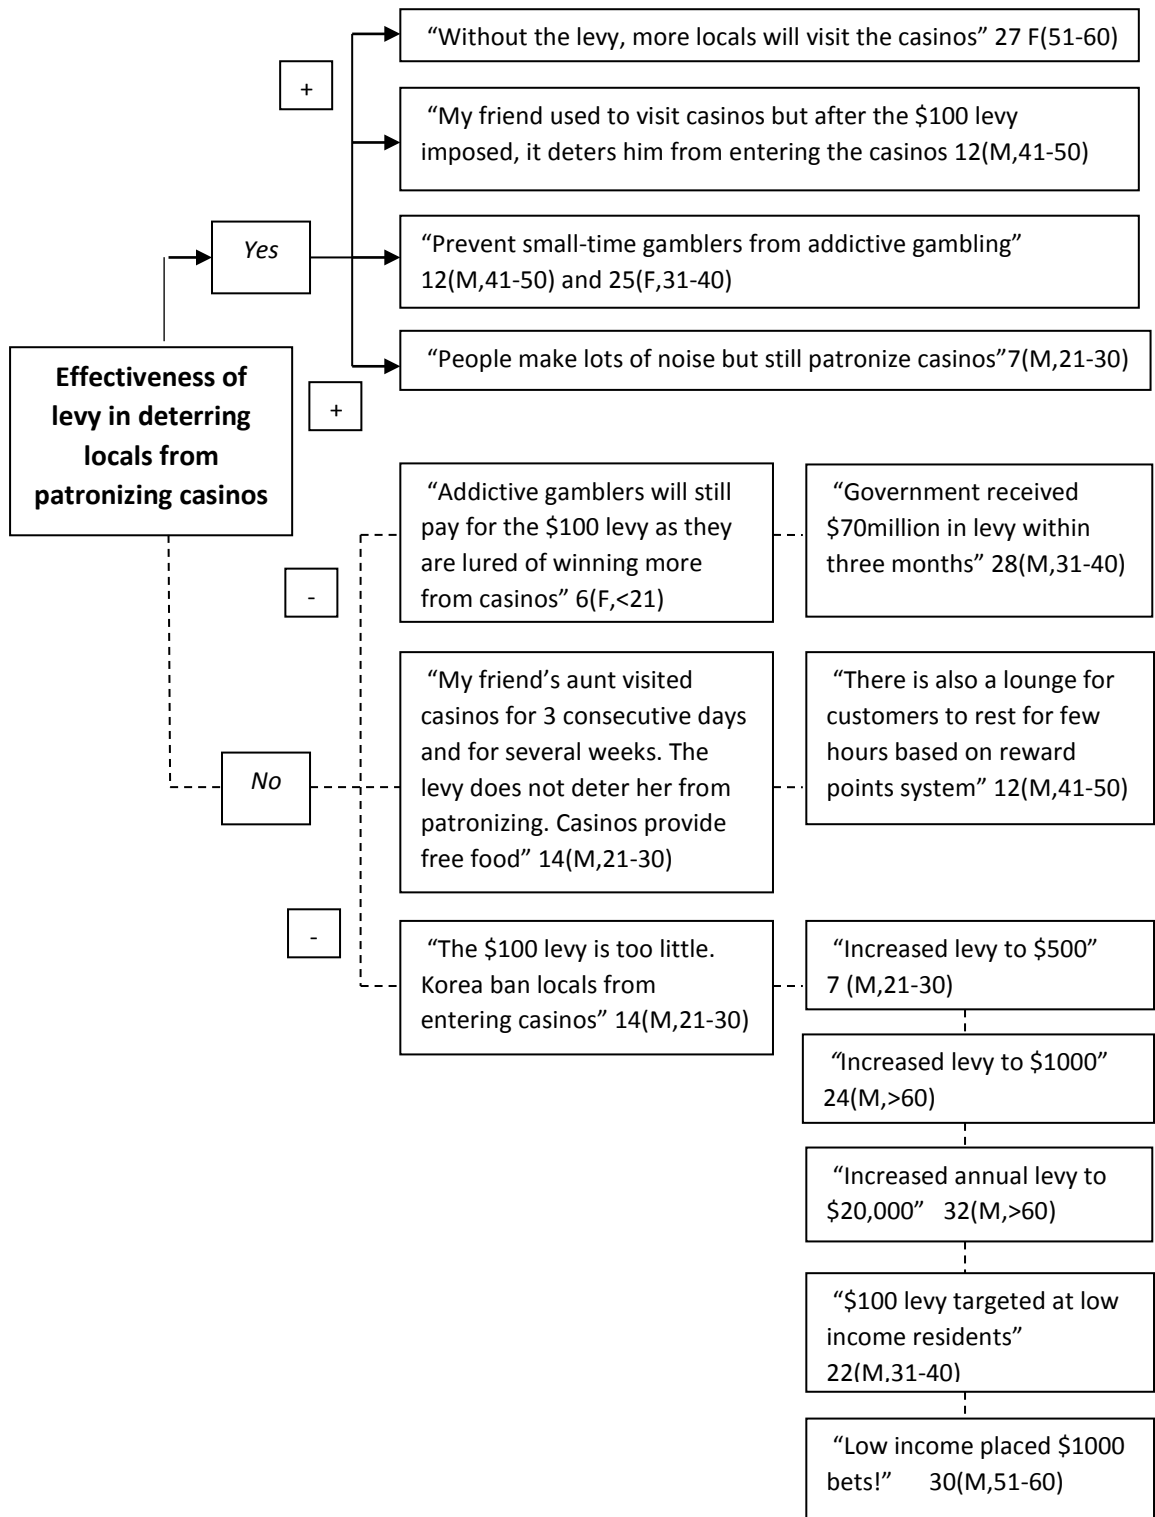 “Without the levy, more locals will visit the casinos” 27 F(51-60)
+
“My friend used to visit casinos but after the $100 levy
imposed, it deters him from entering the casinos 12(M,41-50)
Yes
“Prevent small-time gamblers from addictive gambling”
12(M,41-50) and 25(F,31-40)
“People make lots of noise but still patronize casinos”7(M,21-30)
+
Effectiveness of
levy in deterring
locals from
patronizing casinos
“Addictive gamblers will still
pay for the $100 levy as they
are lured of winning more
from casinos” 6(F,<21)
“Government received
$70million in levy within
three months” 28(M,31-40)
-
“My friend’s aunt visited
casinos for 3 consecutive days
and for several weeks. The
levy does not deter her from
patronizing. Casinos provide
free food” 14(M,21-30)
“There is also a lounge for
customers to rest for few
hours based on reward
points system” 12(M,41-50)
No
-
“The $100 levy is too little.
Korea ban locals from
entering casinos” 14(M,21-30)
“Increased levy to $500”
7 (M,21-30)
“Increased levy to $1000”
24(M,>60)
“Increased annual levy to
$20,000” 32(M,>60)
“$100 levy targeted at low
income residents”
22(M,31-40)
“Low income placed $1000
bets!” 30(M,51-60)